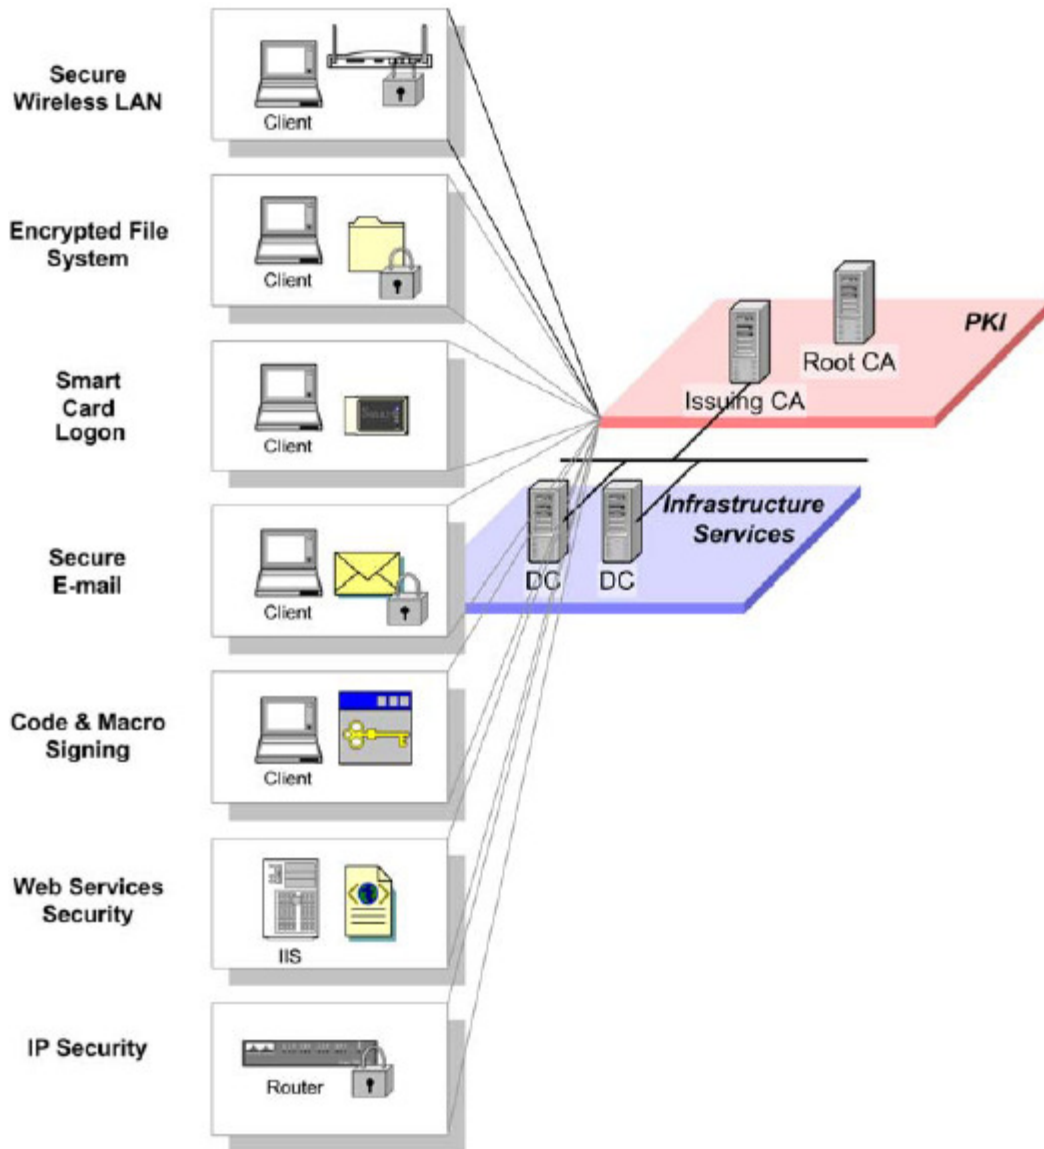 Secure
Wireless LAN
Client
Encrypted File
System
Client
Smart
Card
Logon
Client
Secure
E-mail
Client
Code & Macro
Signing
Client
Web Services
Security
IIS
IP Security
Router
PKI
Root CA
Issuing CA
Infrastructure
Services
DC
DC